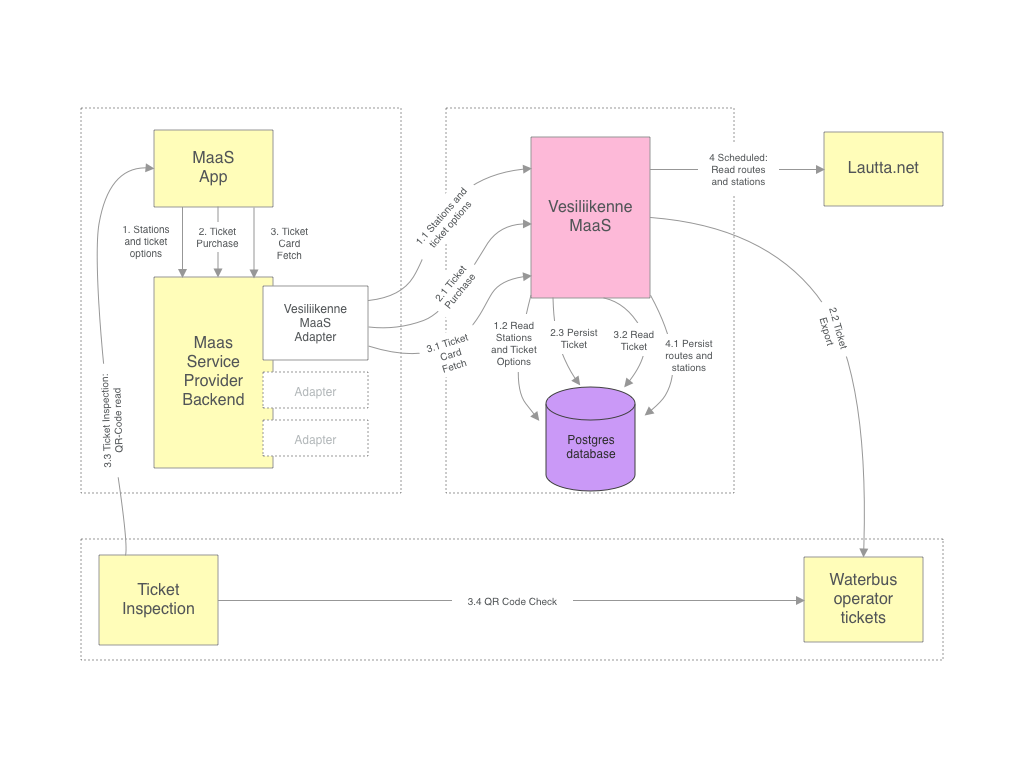 MaaS
App
1. Stations
and ticket
options
2. Ticket
Purchase
3. Ticket
Card
Fetch
Maas
Service
Provider
Backend
Vesiliikenne
MaaS
Adapter
Adapter
Adapter
1.1 Stations and
ticket options
2.1 Ticket
Purchase
3.1 Ticket
Card
Fetch
Vesiliikenne
MaaS
4 Scheduled:
Read routes
and stations
Lautta.net
1.2 Read
Stations
and Ticket
Options
2.3 Persist
Ticket
3.2 Read
Ticket
4.1 Persist
routes and
stations
2.2 Ticket
Export
Postgres
database
3.3 Ticket Inspection:
QR-Code read
Ticket
Inspection
3.4 QR Code Check
Waterbus
operator
tickets